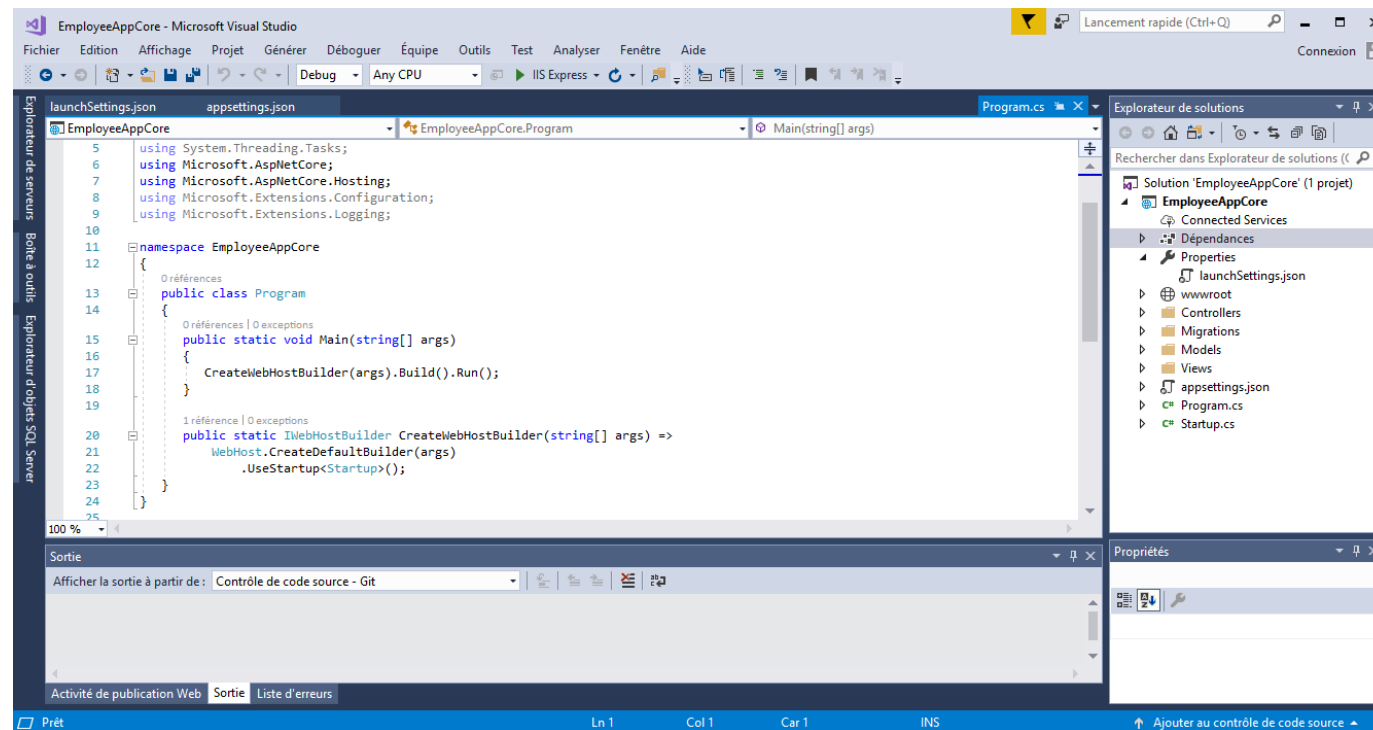 EmployeeAppCore - Microsoft Visual Studio
Lancement rapide (Ctrl+Q)
Fichier Edition Affichage Projet Générer Déboguer Équipe Outils Test Analyser Fenêtre Aide
Connexion
Debug Any CPU IIS Express
Explorateur de serveurs
Boîte à outils
Explorateur d'objets SQL Server
launchSettings.json appsettings.json Program.cs
EmployeeAppCore EmployeeAppCore.Program Main(string[] args)
5 using System.Threading.Tasks;
6 using Microsoft.AspNetCore;
7 using Microsoft.AspNetCore.Hosting;
8 using Microsoft.Extensions.Configuration;
9 using Microsoft.Extensions.Logging;
10
11 namespace EmployeeAppCore
12 {
0 références
13 public class Program
14 {
0 références | 0 exceptions
15 public static void Main(string[] args)
16 {
17 CreateWebHostBuilder(args).Build().Run();
18 }
19
1 référence | 0 exceptions
20 public static IWebHostBuilder CreateWebHostBuilder(string[] args) =>
21 WebHost.CreateDefaultBuilder(args)
22 .UseStartup<Startup>();
23 }
24 }
25
100 %
Explorateur de solutions
Rechercher dans Explorateur de solutions ((
Solution 'EmployeeAppCore' (1 projet)
EmployeeAppCore
Connected Services
Dépendances
Properties
launchSettings.json
wwwroot
Controllers
Migrations
Models
Views
appsettings.json
C# Program.cs
C# Startup.cs
Sortie
Afficher la sortie à partir de : Contrôle de code source - Git
Propriétés
Activité de publication Web Sortie Liste d'erreurs
Prêt Ln 1 Col 1 Car 1 INS Ajouter au contrôle de code source